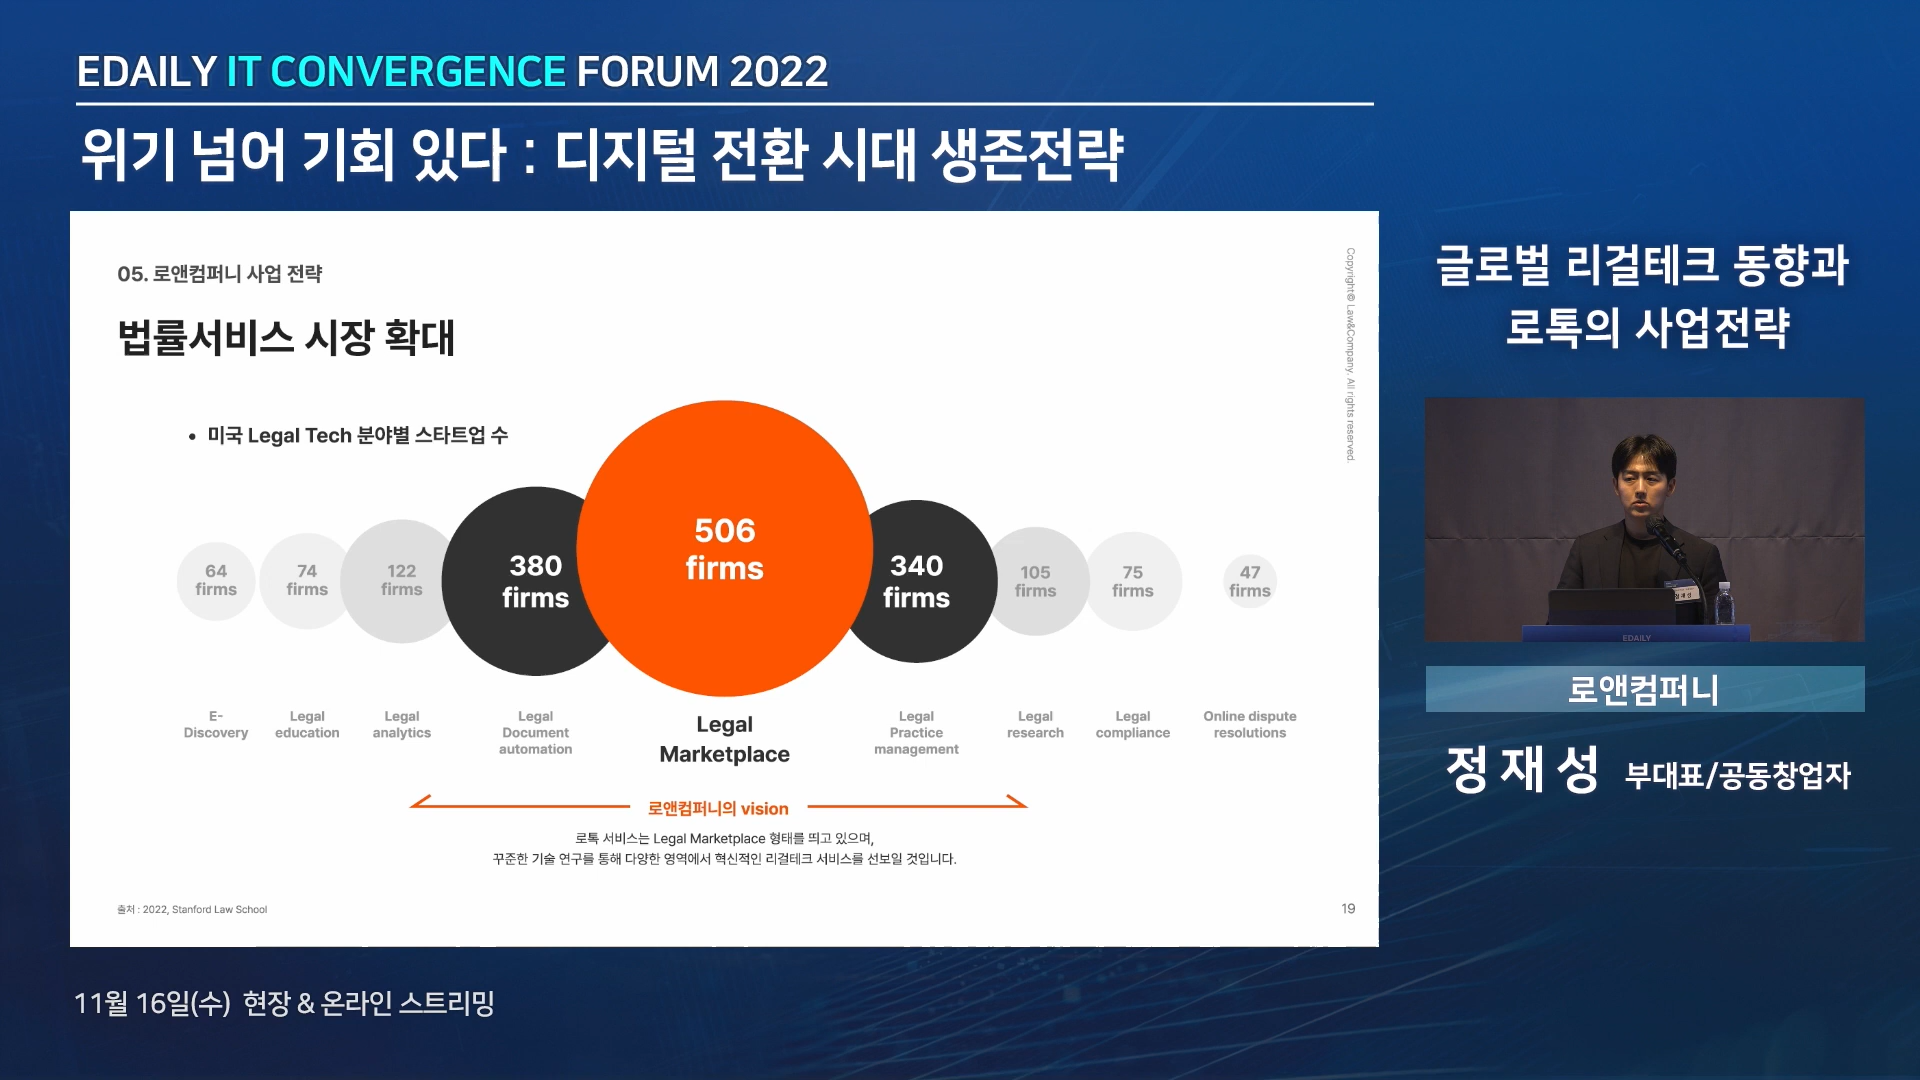 EDAILY IT CONVERGENCE FORUM 2022
위기 넘어 기회 있다 : 디지털 전환 시대 생존전략
05. 로앤컴퍼니 사업 전략
법률서비스 시장 확대
• 미국 Legal Tech 분야별 스타트업 수
64
firms
74
firms
122
firms
380
firms
506
firms
340
firms
105
firms
75
firms
47
firms
E-
Discovery
Legal
education
Legal
analytics
Legal
Document
automation
Legal
Marketplace
Legal
Practice
management
Legal
research
Legal
compliance
Online dispute
resolutions
로앤컴퍼니의 vision
로톡 서비스는 Legal Marketplace 형태를 띄고 있으며,
꾸준한 기술 연구를 통해 다양한 영역에서 혁신적인 리걸테크 서비스를 선보일 것입니다.
출처 : 2022, Stanford Law School
19
Copyright© Law&Company. All rights reserved.
글로벌 리걸테크 동향과
로톡의 사업전략
EDAILY
로앤컴퍼니
정재성 부대표/공동창업자
11월 16일(수) 현장 & 온라인 스트리밍